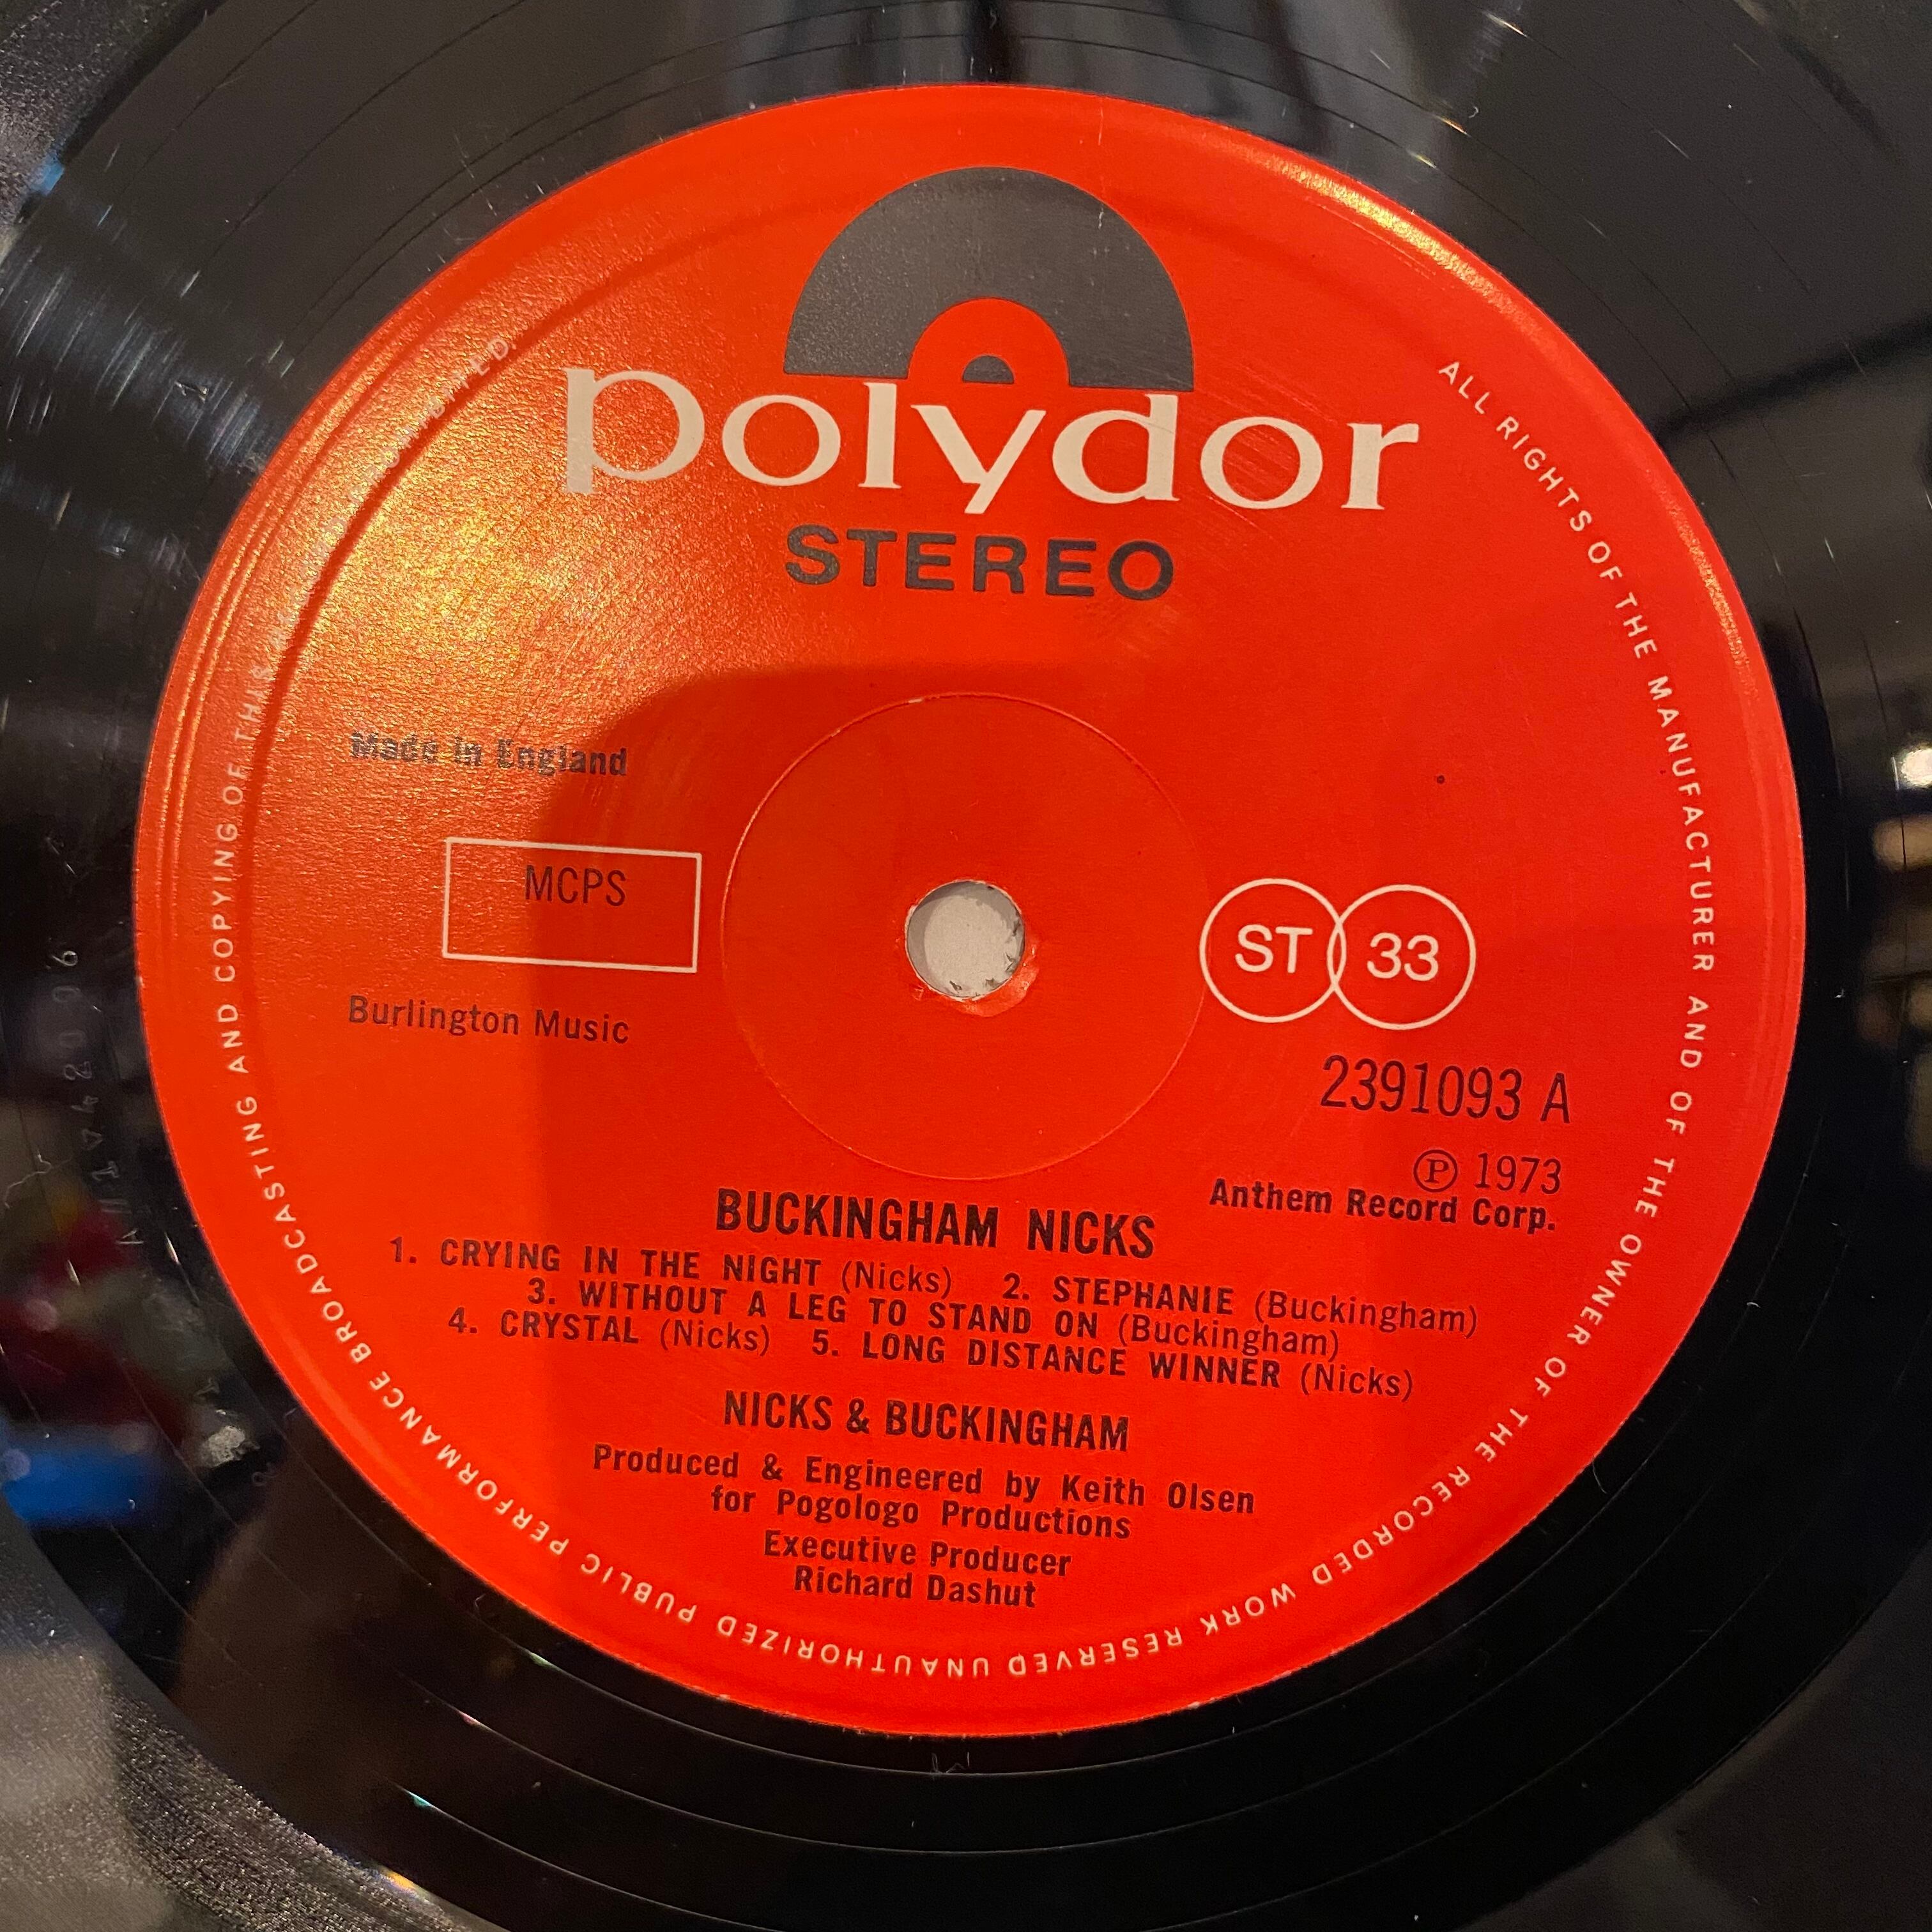 polydor
STEREO
Made in England
MCPS
Burlington Music
ST 33
2391093 A
Ⓟ 1973
Anthem Record Corp.
BUCKINGHAM NICKS
1. CRYING IN THE NIGHT (Nicks) 2. STEPHANIE (Buckingham)
3. WITHOUT A LEG TO STAND ON (Buckingham)
4. CRYSTAL (Nicks) 5. LONG DISTANCE WINNER (Nicks)
NICKS & BUCKINGHAM
Produced & Engineered by Keith Olsen
for Pogologo Productions
Executive Producer
Richard Dashut
ALL RIGHTS OF THE MANUFACTURER AND OF THE OWNER OF THE RECORDED WORK RESERVED UNAUTHORIZED PUBLIC PERFORMANCE BROADCASTING AND COPYING OF THIS